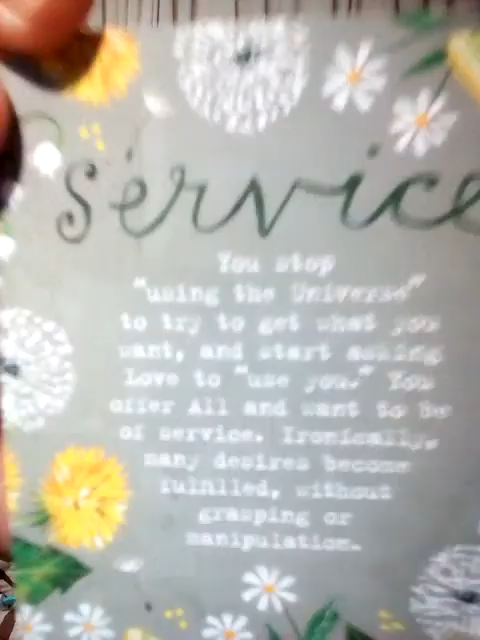 Service
You stop
"using the Universe"
to try to get what you
want, and start asking
Love to "use you." You
offer All and want to Be
of service. Ironically,
many desires become
fulfilled, without
grasping or
manipulation.